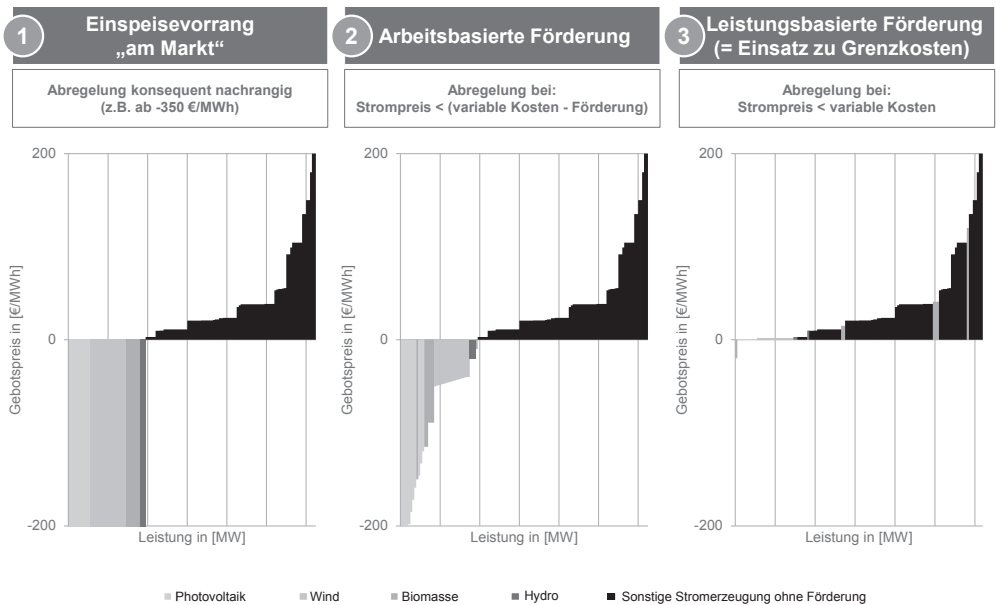 1
Einspeisevorrang
„am Markt“
Abregelung konsequent nachrangig
(z.B. ab -350 €/MWh)
200
0
-200
Gebotspreis in [€/MWh]
Leistung in [MW]
2
Arbeitsbasierte Förderung
Abregelung bei:
Strompreis < (variable Kosten - Förderung)
200
0
-200
Gebotspreis in [€/MWh]
Leistung in [MW]
3
Leistungsbasierte Förderung
(= Einsatz zu Grenzkosten)
Abregelung bei:
Strompreis < variable Kosten
200
0
-200
Gebotspreis in [€/MWh]
Leistung in [MW]
Photovoltaik
Wind
Biomasse
Hydro
Sonstige Stromerzeugung ohne Förderung